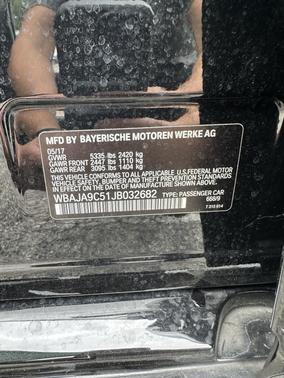 MFD BY BAYERISCHE MOTOREN WERKE AG
05/17
GVWR 5335 lbs 2420 kg
GAWR FRONT 2447 lbs 1110 kg
GAWR REAR 3095 lbs 1404 kg
THIS VEHICLE CONFORMS TO ALL APPLICABLE U.S. FEDERAL MOTOR
VEHICLE SAFETY, BUMPER, AND THEFT PREVENTION STANDARDS
IN EFFECT ON THE DATE OF MANUFACTURE SHOWN ABOVE.
WBAJA9C51JB032682 TYPE: PASSENGER CAR
668/9